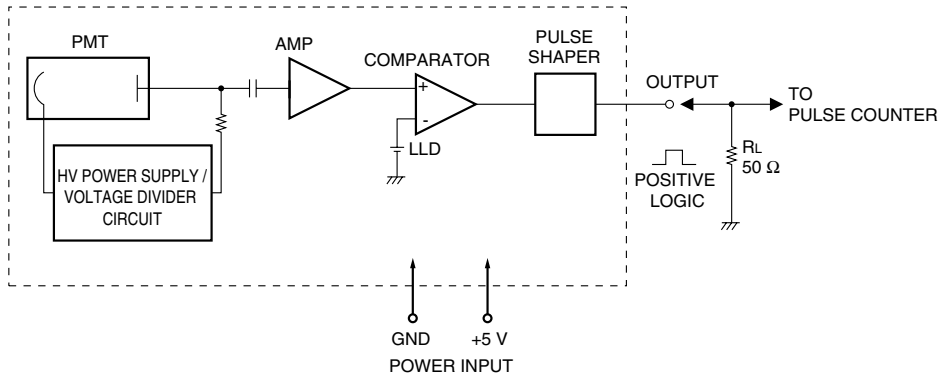 PMT
AMP
COMPARATOR
PULSE
SHAPER
OUTPUT
TO
PULSE COUNTER
+
-
LLD
HV POWER SUPPLY /
VOLTAGE DIVIDER
CIRCUIT
POSITIVE
LOGIC
RL
50 Ω
GND
+5 V
POWER INPUT